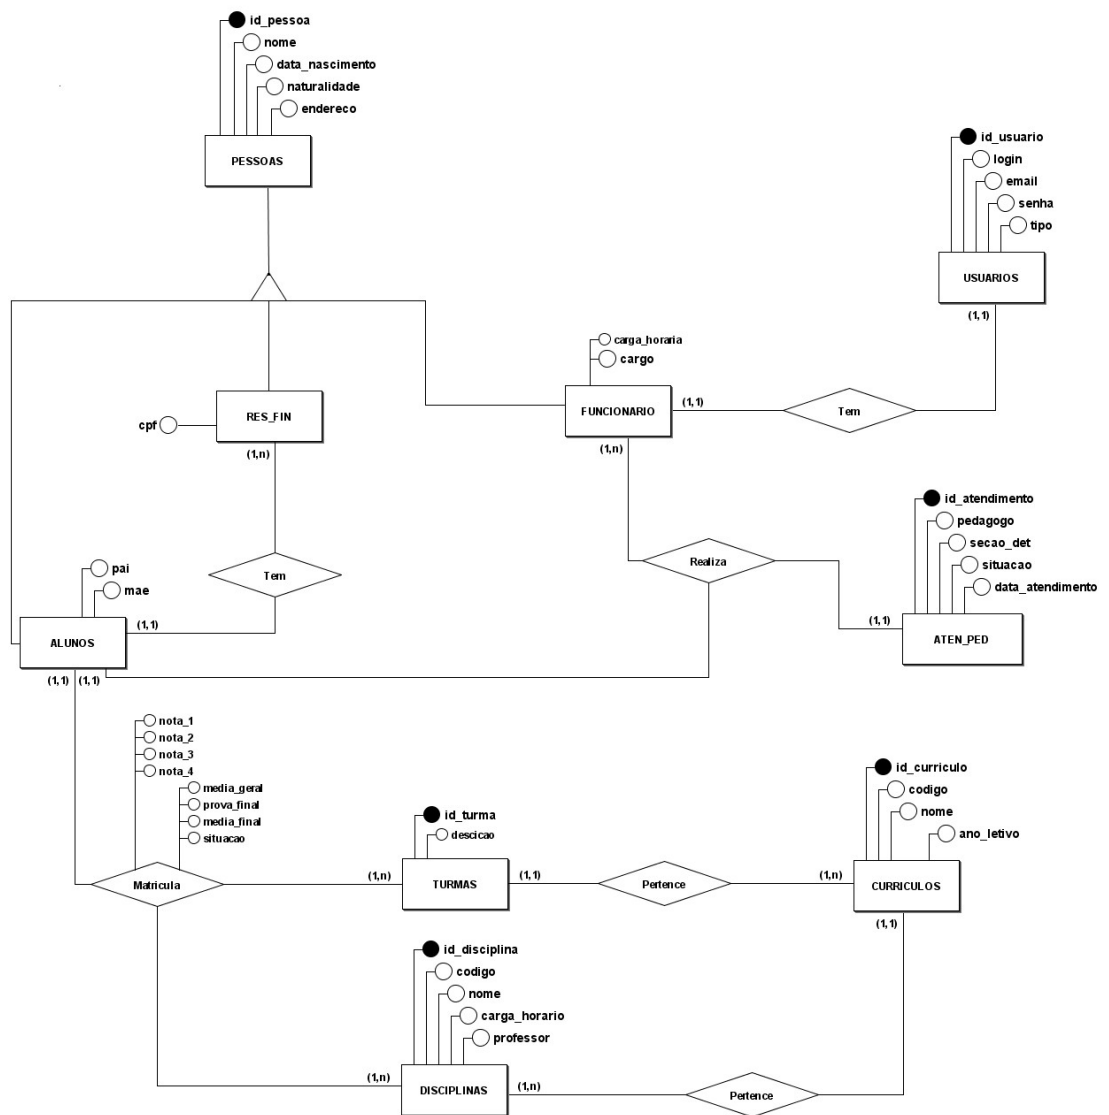 id_pessoa
nome
data_nascimento
naturalidade
endereco
PESSOAS
id_usuario
login
email
senha
tipo
USUARIOS
(1,1)
carga_horaria
cargo
FUNCIONARIO
(1,1)
Tem
(1,n)
cpf
RES_FIN
(1,n)
id_atendimento
pedagogo
secao_det
situacao
data_atendimento
ATEN_PED
(1,1)
Realiza
Tem
pai
mae
ALUNOS
(1,1)
(1,1) (1,1)
nota_1
nota_2
nota_3
nota_4
media_geral
prova_final
media_final
situacao
Matricula
(1,n)
id_turma
descicao
TURMAS
(1,1)
Pertence
(1,n)
id_curriculo
codigo
nome
ano_letivo
CURRICULOS
(1,1)
id_disciplina
codigo
nome
carga_horario
professor
(1,n)
DISCIPLINAS
(1,n)
Pertence